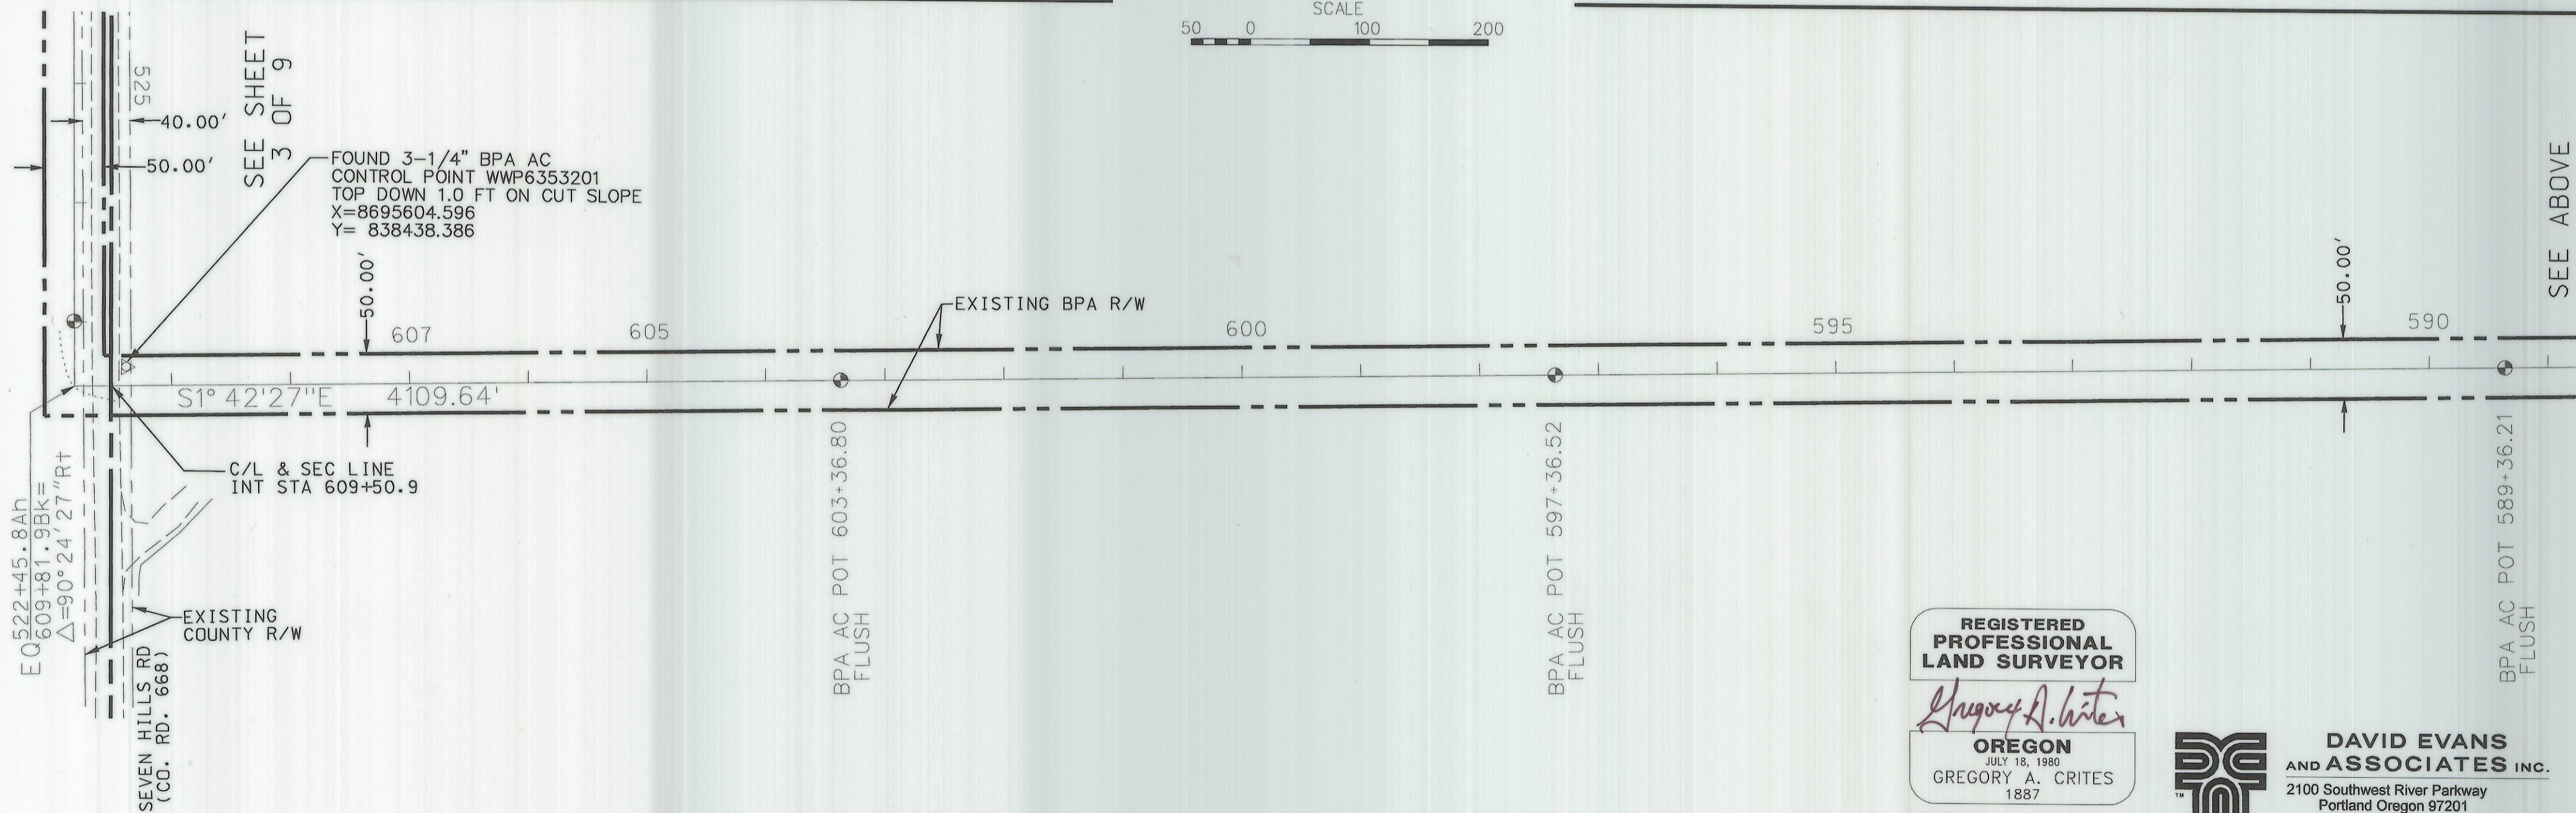 SCALE
50 0 100 200
525
SEE SHEET
3 OF 9
40.00'
50.00'
FOUND 3-1/4" BPA AC
CONTROL POINT WWP6353201
TOP DOWN 1.0 FT ON CUT SLOPE
X=8695604.596
Y= 838438.386
50.00'
EXISTING BPA R/W
50.00'
SEE ABOVE
607 605 600 595 590
S1° 42'27"E 4109.64'
C/L & SEC LINE
INT STA 609+50.9
EQ 522+45.8Ah
609+81.9Bk=
△=90°24'27"Rt
BPA AC POT 603+36.80
FLUSH
BPA AC POT 597+36.52
FLUSH
BPA AC POT 589+36.21
FLUSH
EXISTING
COUNTY R/W
SEVEN HILLS RD
(CO. RD. 668)
REGISTERED
PROFESSIONAL
LAND SURVEYOR
Gregory A. Crites
OREGON
JULY 18, 1980
GREGORY A. CRITES
1887
DAVID EVANS
AND ASSOCIATES INC.
2100 Southwest River Parkway
Portland Oregon 97201
TM